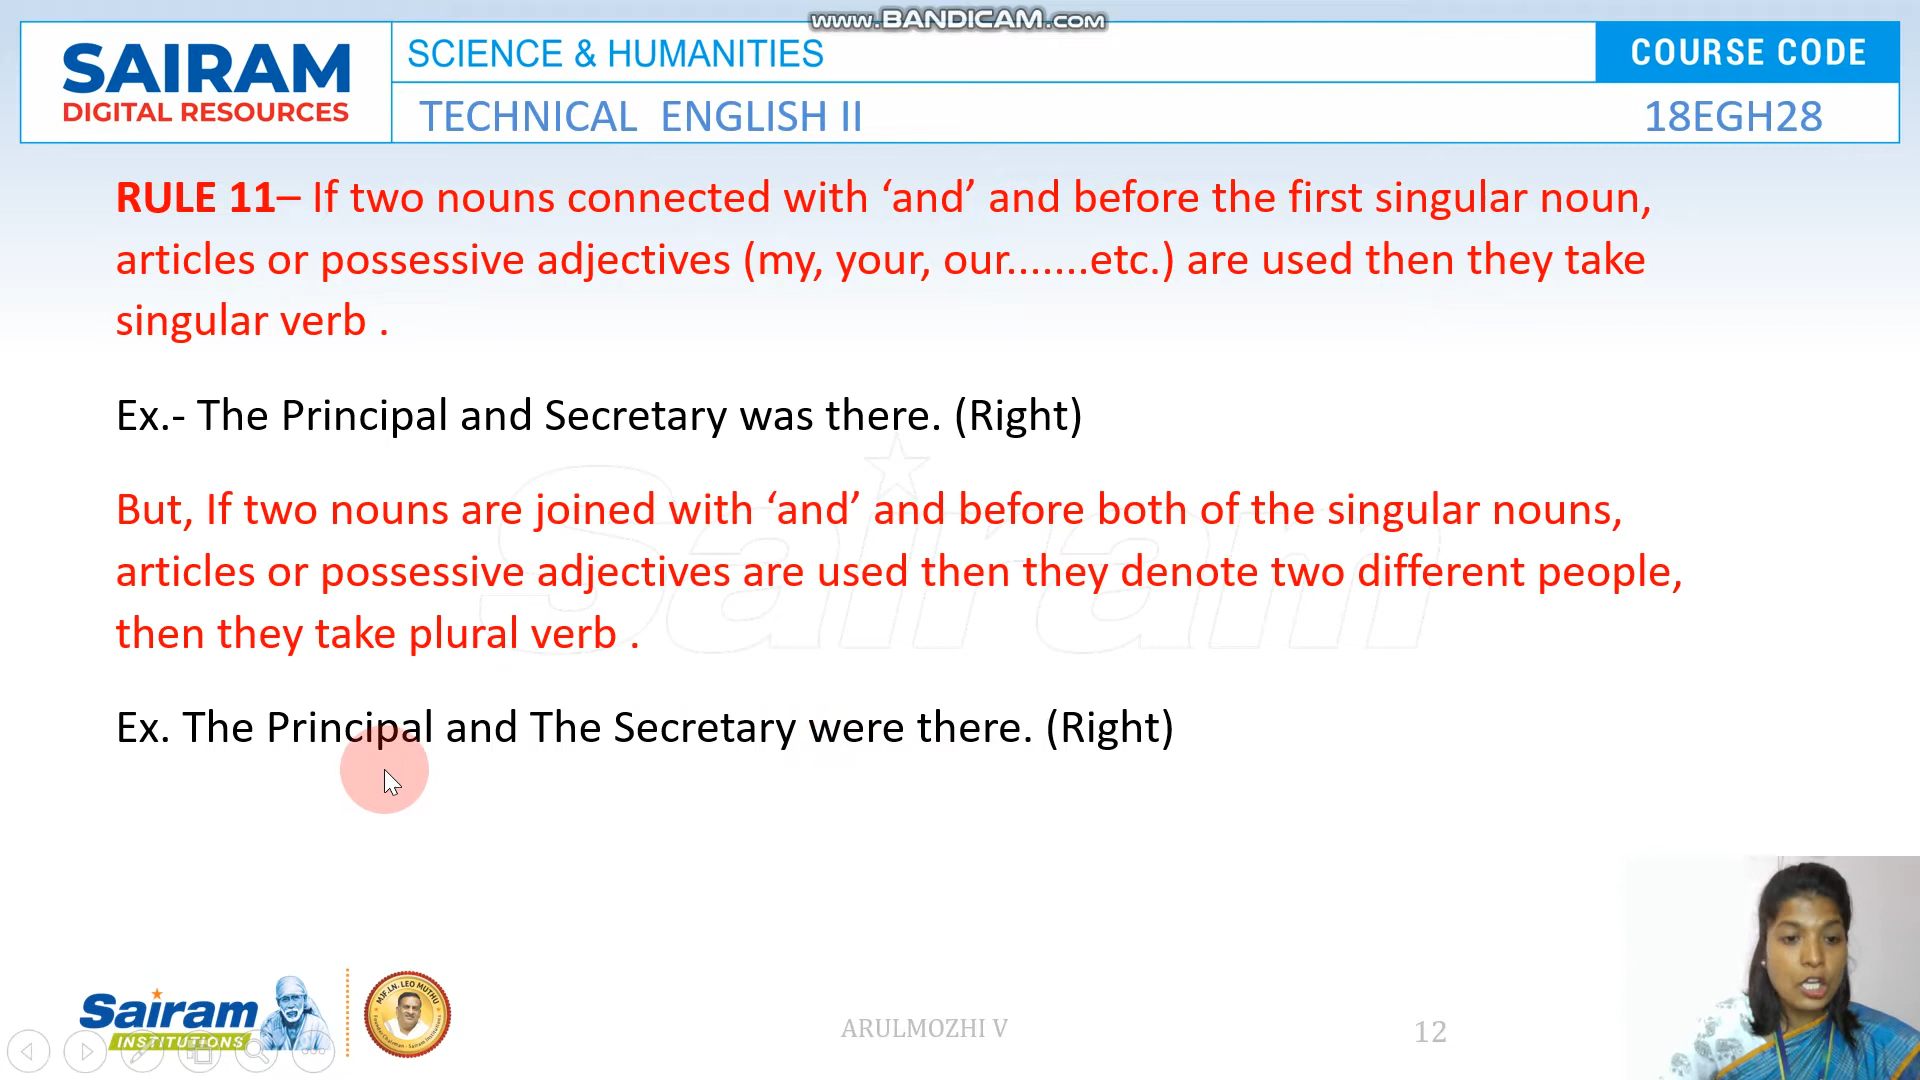 www.BANDICAM.com
SAIRAM
DIGITAL RESOURCES
SCIENCE & HUMANITIES
COURSE CODE
TECHNICAL ENGLISH II
18EGH28
RULE 11– If two nouns connected with ‘and’ and before the first singular noun,
articles or possessive adjectives (my, your, our.......etc.) are used then they take
singular verb .
Ex.- The Principal and Secretary was there. (Right)
But, If two nouns are joined with ‘and’ and before both of the singular nouns,
articles or possessive adjectives are used then they denote two different people,
then they take plural verb .
Ex. The Principal and The Secretary were there. (Right)
Sairam
Sairam
INSTITUTIONS
MJF.LN. LEO MUTHU
ARULMOZHI V
12